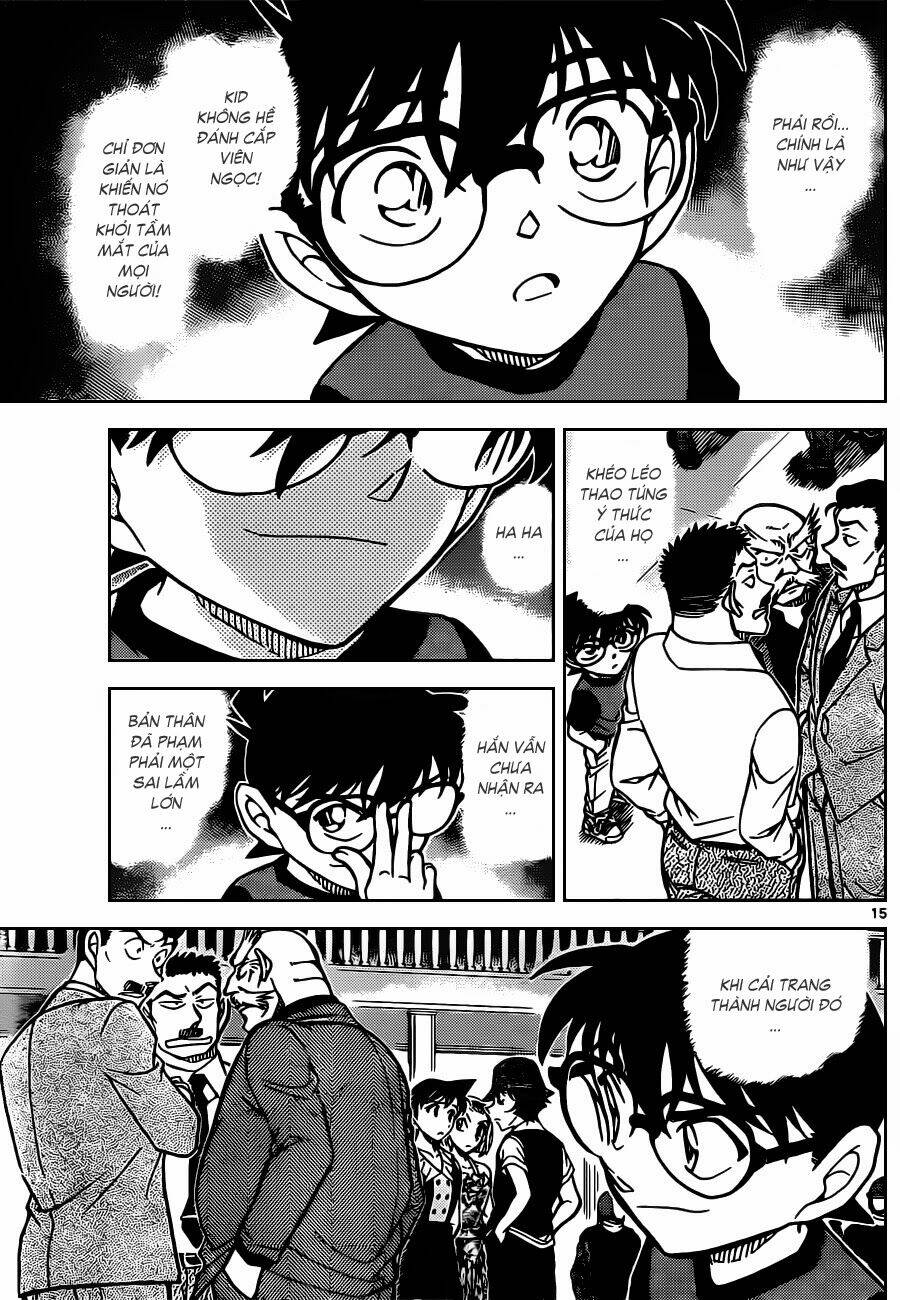 PHẢI RỒI...
CHÍNH LÀ
NHƯ VẬY
...
KID
KHÔNG HỀ
ĐÁNH CẮP
VIÊN
NGỌC!
CHỈ ĐƠN
GIẢN LÀ
KHIẾN NÓ
THOÁT
KHỎI TẦM
MẮT CỦA
MỌI
NGƯỜI!
KHÉO LÉO
THAO TÚNG
Ý THỨC
CỦA HỌ
...
HA HA
...
HẮN VẪN
CHƯA
NHẬN RA
...
BẢN THÂN
ĐÃ PHẠM
PHẢI MỘT
SAI LẦM
LỚN
...
15
KHI CẢI TRANG
THÀNH NGƯỜI ĐÓ
...